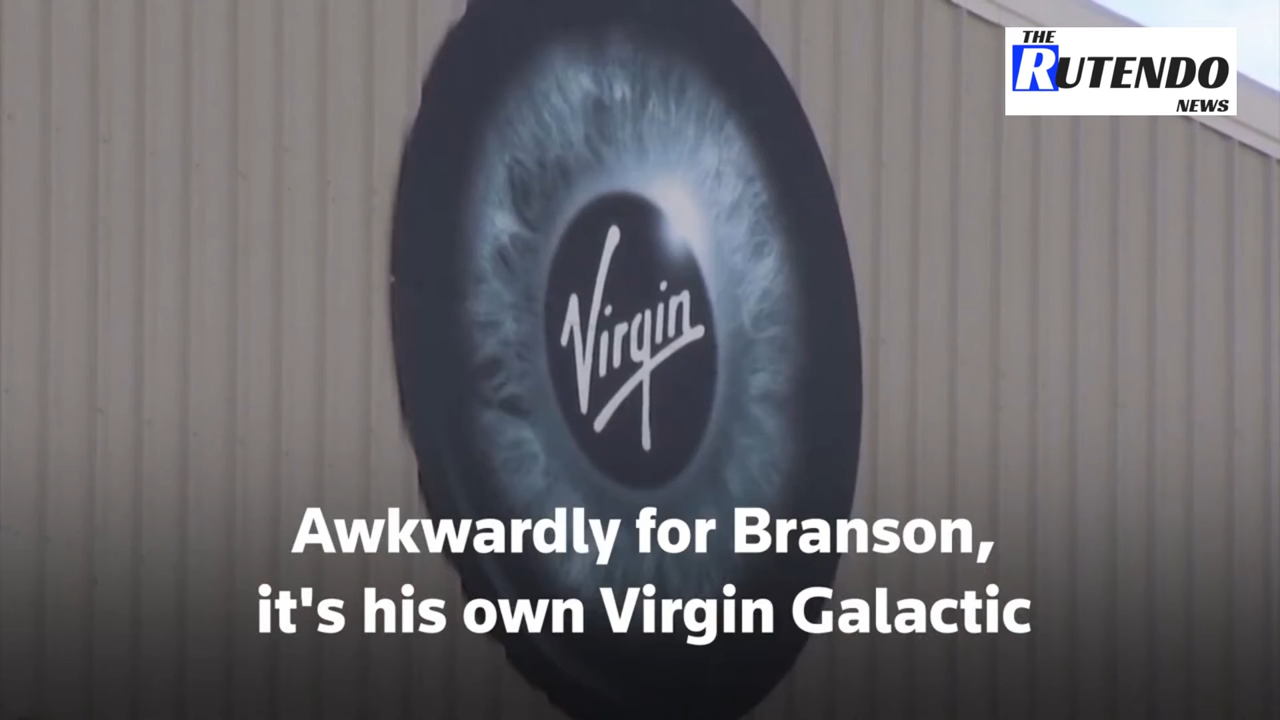 THE
RUTENDO
NEWS
Virgin
Awkwardly for Branson,
it's his own Virgin Galactic